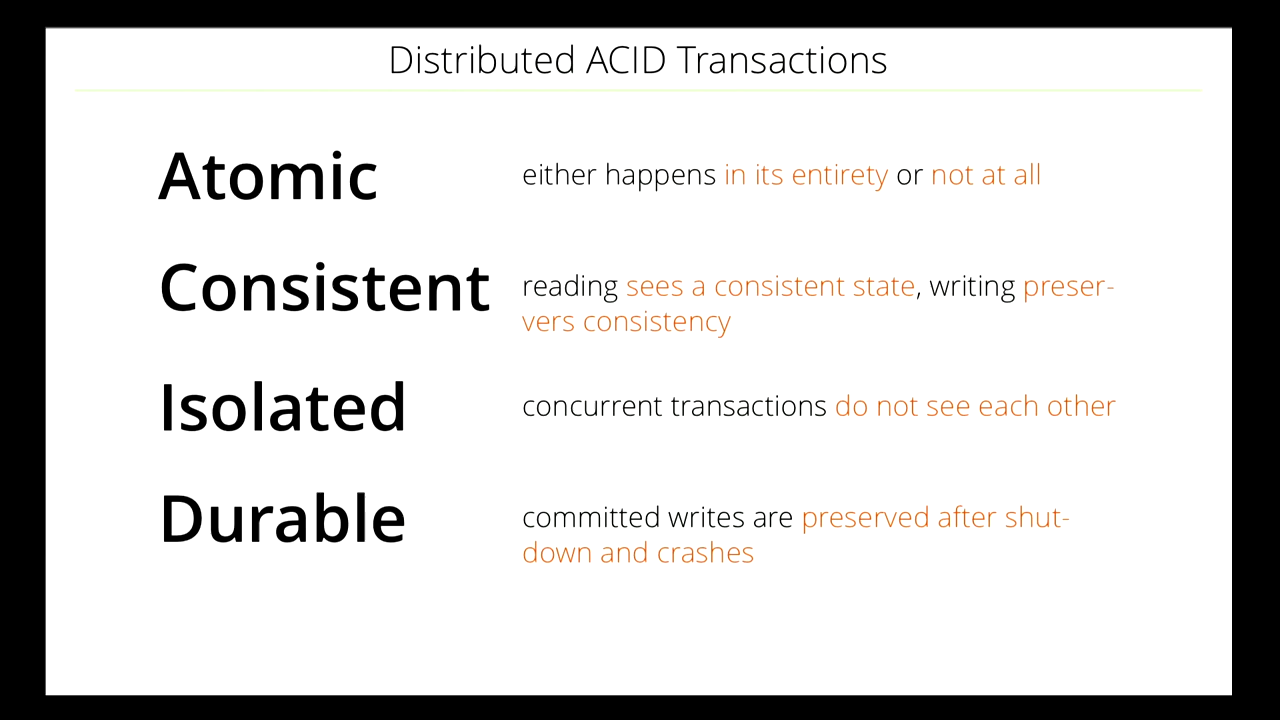 Distributed ACID Transactions
Atomic
either happens in its entirety or not at all
Consistent
reading sees a consistent state, writing preser-
vers consistency
Isolated
concurrent transactions do not see each other
Durable
committed writes are preserved after shut-
down and crashes